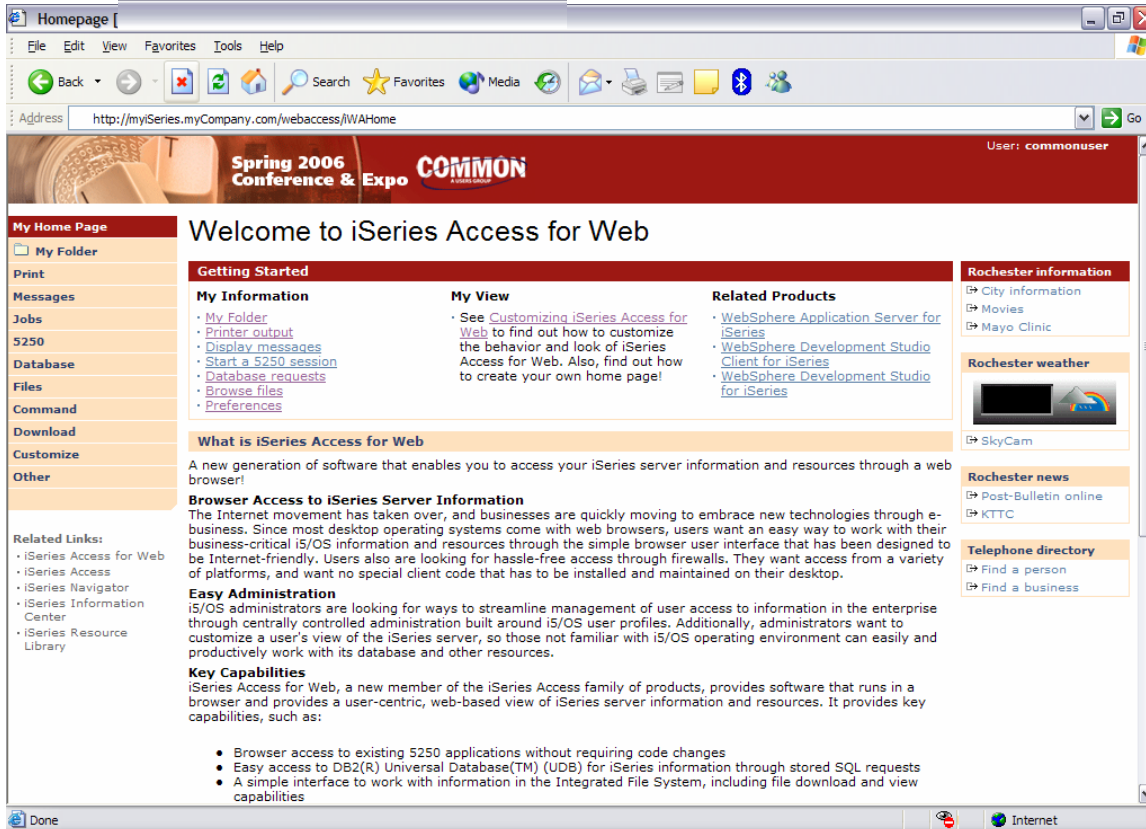 Homepage [
File Edit View Favorites Tools Help
Back Search Favorites Media
Address http://myiSeries.myCompany.com/webaccess/iWAHome Go
T
Spring 2006
Conference & Expo
COMMON
A USERS GROUP
User: commonuser
My Home Page
My Folder
Print
Messages
Jobs
5250
Database
Files
Command
Download
Customize
Other
Related Links:
· iSeries Access for Web
· iSeries Access
· iSeries Navigator
· iSeries Information
Center
· iSeries Resource
Library
Welcome to iSeries Access for Web
Getting Started
My Information
· My Folder
· Printer output
· Display messages
· Start a 5250 session
· Database requests
· Browse files
· Preferences
My View
· See Customizing iSeries Access for
Web to find out how to customize
the behavior and look of iSeries
Access for Web. Also, find out how
to create your own home page!
Related Products
· WebSphere Application Server for
iSeries
· WebSphere Development Studio
Client for iSeries
· WebSphere Development Studio
for iSeries
What is iSeries Access for Web
A new generation of software that enables you to access your iSeries server information and resources through a web
browser!
Browser Access to iSeries Server Information
The Internet movement has taken over, and businesses are quickly moving to embrace new technologies through e-
business. Since most desktop operating systems come with web browsers, users want an easy way to work with their
business-critical i5/OS information and resources through the simple browser user interface that has been designed to
be Internet-friendly. Users also are looking for hassle-free access through firewalls. They want access from a variety
of platforms, and want no special client code that has to be installed and maintained on their desktop.
Easy Administration
i5/OS administrators are looking for ways to streamline management of user access to information in the enterprise
through centrally controlled administration built around i5/OS user profiles. Additionally, administrators want to
customize a user's view of the iSeries server, so those not familiar with i5/OS operating environment can easily and
productively work with its database and other resources.
Key Capabilities
iSeries Access for Web, a new member of the iSeries Access family of products, provides software that runs in a
browser and provides a user-centric, web-based view of iSeries server information and resources. It provides key
capabilities, such as:
● Browser access to existing 5250 applications without requiring code changes
● Easy access to DB2(R) Universal Database(TM) (UDB) for iSeries information through stored SQL requests
● A simple interface to work with information in the Integrated File System, including file download and view
capabilities
Rochester information
City information
Movies
Mayo Clinic
Rochester weather
SkyCam
Rochester news
Post-Bulletin online
KTTC
Telephone directory
Find a person
Find a business
Done
Internet